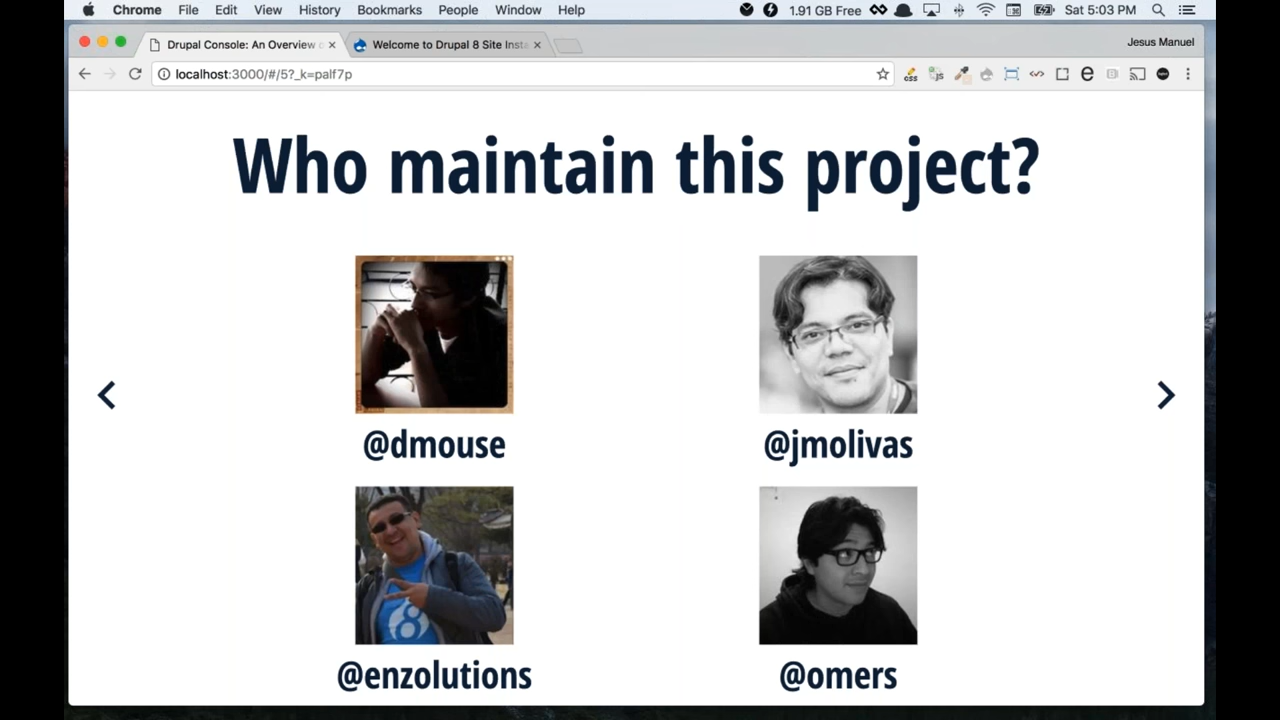 Chrome File Edit View History Bookmarks People Window Help 1.91 GB Free Sat 5:03 PM
Drupal Console: An Overview o Welcome to Drupal 8 Site Insta Jesus Manuel
localhost:3000/#/5?_k=palf7p
Who maintain this project?
@dmouse @jmolivas
@enzolutions @omers